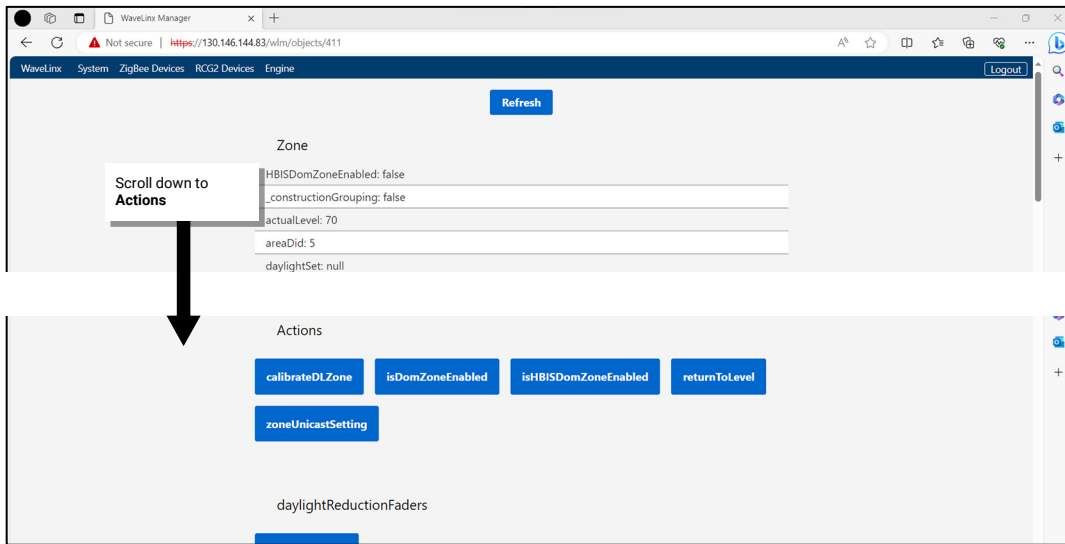 WaveLinx Manager
Not secure | https://130.146.144.83/wlm/objects/411
WaveLinx System ZigBee Devices RCG2 Devices Engine Logout
Refresh
Zone
HBISDomZoneEnabled: false
Scroll down to
Actions
_constructionGrouping: false
actualLevel: 70
areaDid: 5
daylightSet: null
Actions
calibrateDLZone isDomZoneEnabled isHBISDomZoneEnabled returnToLevel
zoneUnicastSetting
daylightReductionFaders